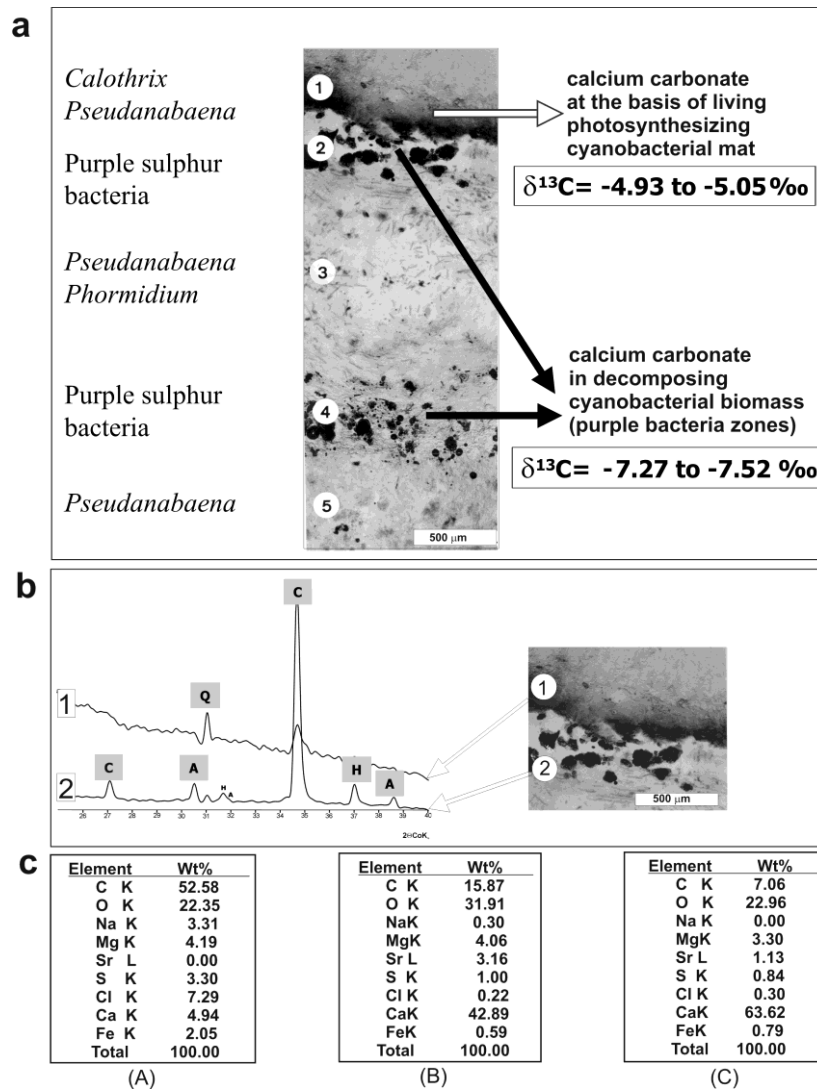 a
Calothrix
Pseudanabaena
Purple sulphur
bacteria
Pseudanabaena
Phormidium
Purple sulphur
bacteria
Pseudanabaena
1
2
3
4
5
500 μm
calcium carbonate
at the basis of living
photosynthesizing
cyanobacterial mat
δ¹³C= -4.93 to -5.05 ‰
calcium carbonate
in decomposing
cyanobacterial biomass
(purple bacteria zones)
δ¹³C= -7.27 to -7.52 ‰
b
C
Q
1
C A H A H A
2
26 28 29 30 31 32 33 34 35 36 37 38 39 40
2ΘCoK
1
2
500 μm
c
Element Wt%
C K 52.58
O K 22.35
Na K 3.31
Mg K 4.19
Sr L 0.00
S K 3.30
Cl K 7.29
Ca K 4.94
Fe K 2.05
Total 100.00
(A)
Element Wt%
C K 15.87
O K 31.91
NaK 0.30
MgK 4.06
Sr L 3.16
S K 1.00
Cl K 0.22
CaK 42.89
FeK 0.59
Total 100.00
(B)
Element Wt%
C K 7.06
O K 22.96
Na K 0.00
MgK 3.30
Sr L 1.13
S K 0.84
Cl K 0.30
CaK 63.62
FeK 0.79
Total 100.00
(C)